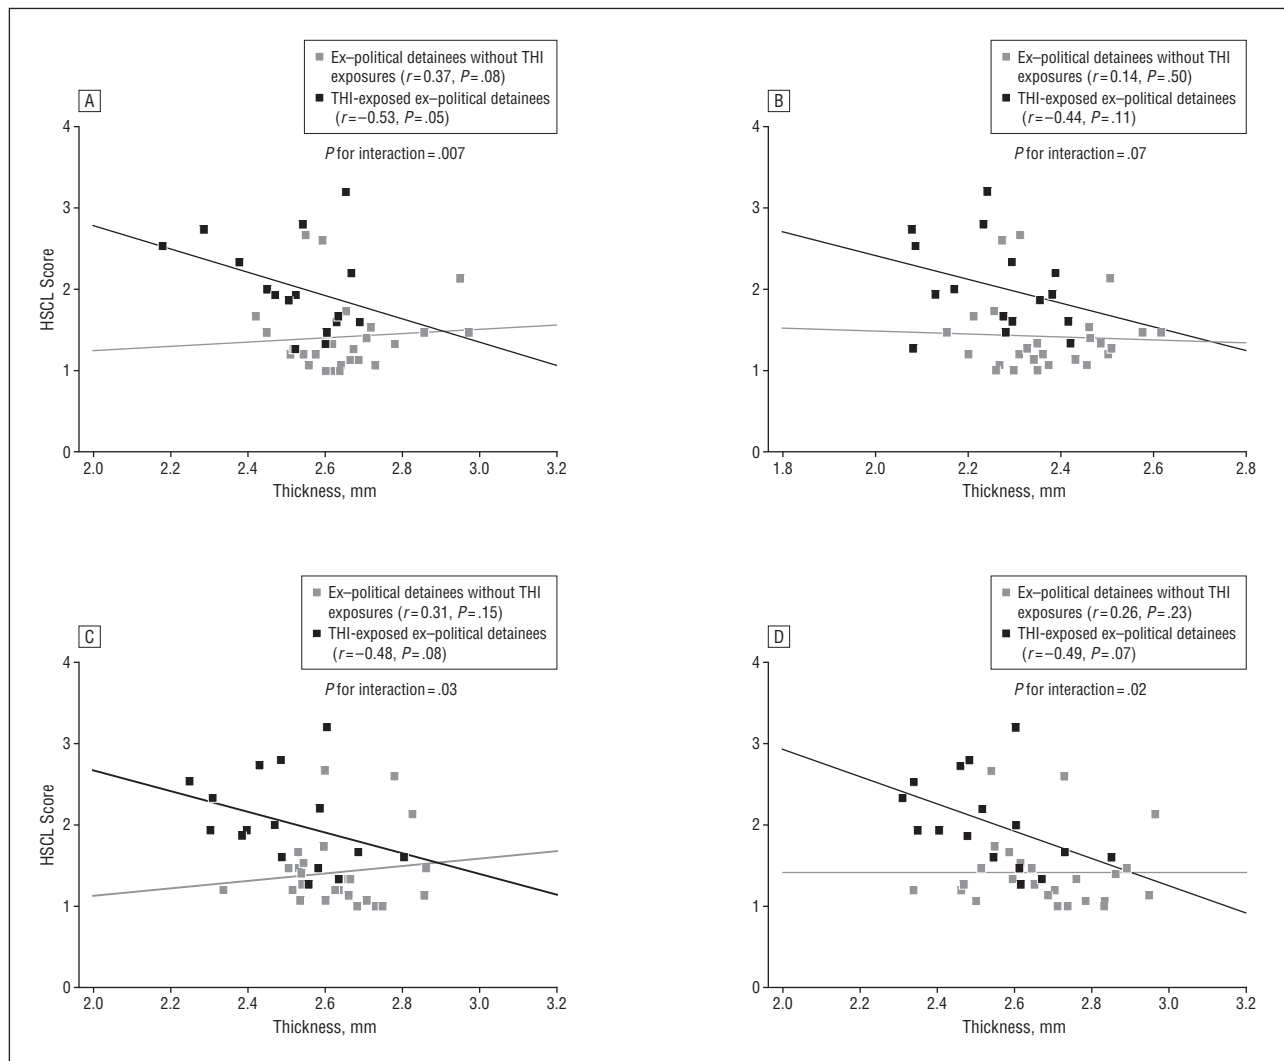 Ex–political detainees without THI
exposures (r=0.37, P=.08)
THI-exposed ex–political detainees
(r=−0.53, P=.05)
A
P for interaction=.007
4
3
2
1
0
HSCL Score
2.0 2.2 2.4 2.6 2.8 3.0 3.2
Thickness, mm
Ex–political detainees without THI
exposures (r=0.14, P=.50)
THI-exposed ex–political detainees
(r=−0.44, P=.11)
B
P for interaction=.07
4
3
2
1
0
1.8 2.0 2.2 2.4 2.6 2.8
Thickness, mm
Ex–political detainees without THI
exposures (r=0.31, P=.15)
THI-exposed ex–political detainees
(r=−0.48, P=.08)
C
P for interaction=.03
4
3
2
1
0
HSCL Score
2.0 2.2 2.4 2.6 2.8 3.0 3.2
Thickness, mm
Ex–political detainees without THI
exposures (r=0.26, P=.23)
THI-exposed ex–political detainees
(r=−0.49, P=.07)
D
P for interaction=.02
4
3
2
1
0
2.0 2.4 2.6 2.8 3.0 3.2
Thickness, mm